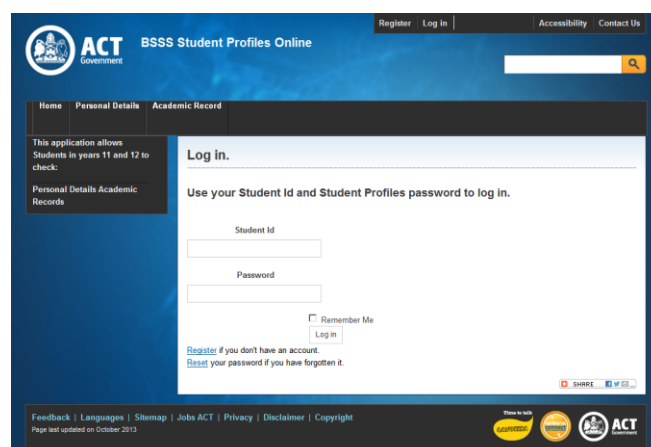 Register Log in
Accessibility Contact Us
ACT
Government
BSSS Student Profiles Online
Home Personal Details Academic Record
This application allows
Students in years 11 and 12 to
check:
Personal Details Academic
Records
Log in.
Use your Student Id and Student Profiles password to log in.
Student Id
Password
Remember Me
Log in
Register if you don't have an account.
Reset your password if you have forgotten it.
SHARE
Feedback | Languages | Sitemap | Jobs ACT | Privacy | Disclaimer | Copyright
Page last updated on October 2013
Time to talk
ACT
Government